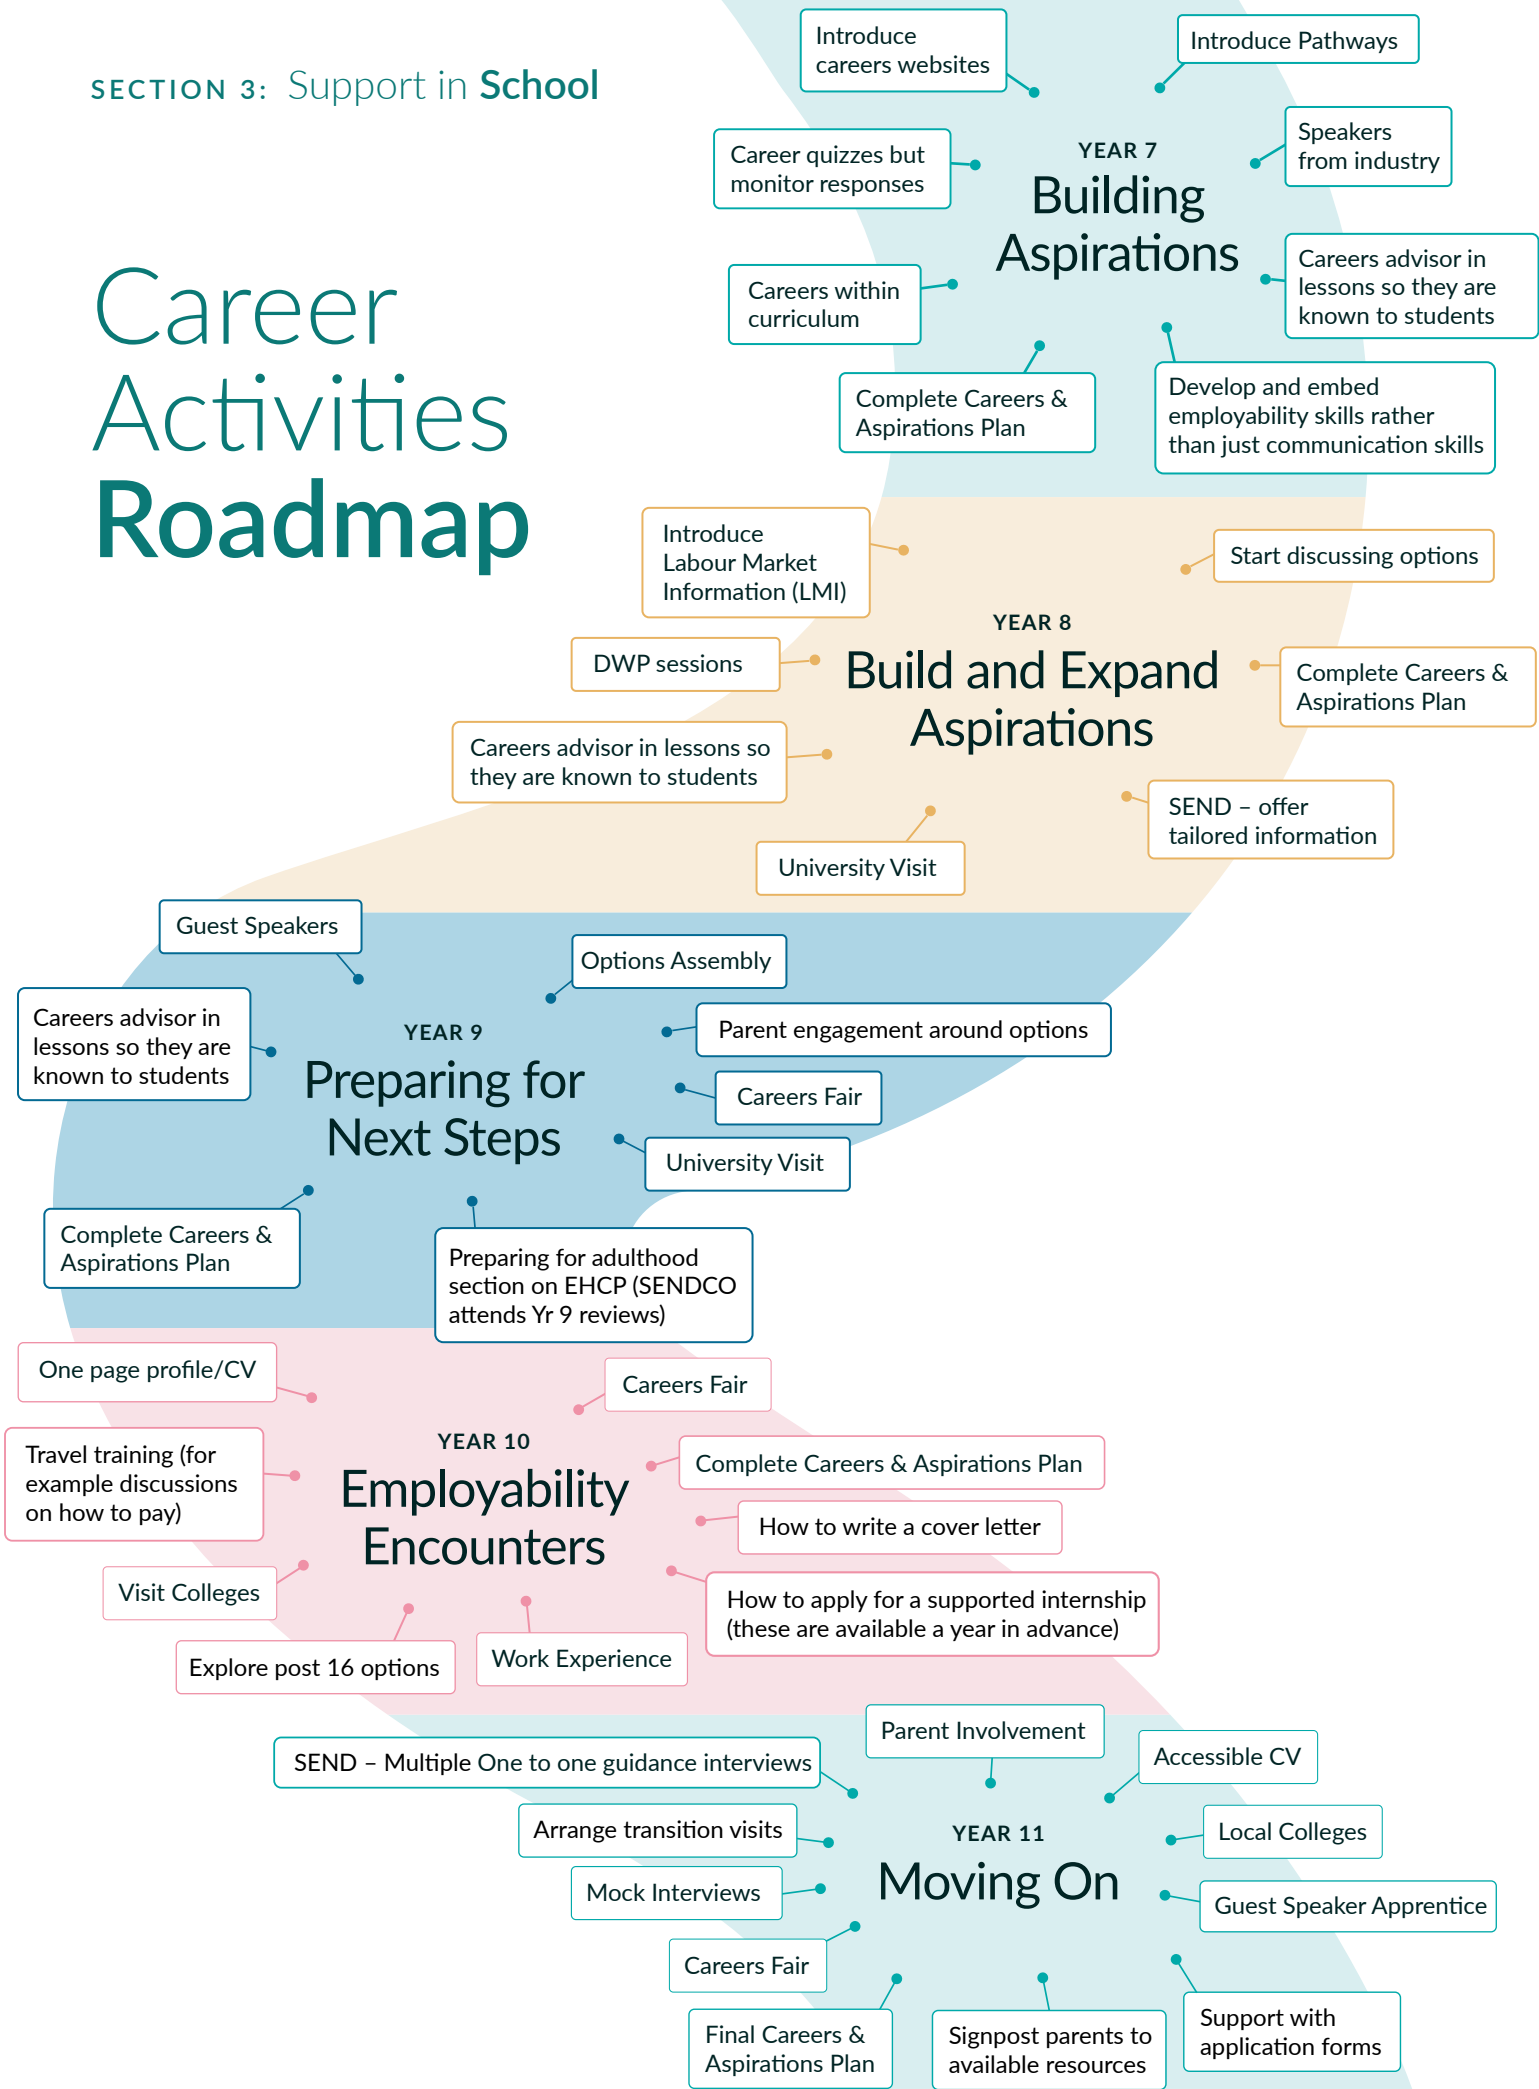 SECTION 3: Support in School
Career
Activities
Roadmap
Introduce
careers websites
Introduce Pathways
Career quizzes but
monitor responses
Speakers
from industry
YEAR 7
Building
Aspirations
Careers within
curriculum
Careers advisor in
lessons so they are
known to students
Complete Careers &
Aspirations Plan
Develop and embed
employability skills rather
than just communication skills
Introduce
Labour Market
Information (LMI)
Start discussing options
YEAR 8
Build and Expand
Aspirations
DWP sessions
Complete Careers &
Aspirations Plan
Careers advisor in lessons so
they are known to students
SEND – offer
tailored information
University Visit
Guest Speakers
Options Assembly
Careers advisor in
lessons so they are
known to students
YEAR 9
Preparing for
Next Steps
Parent engagement around options
Careers Fair
University Visit
Complete Careers &
Aspirations Plan
Preparing for adulthood
section on EHCP (SENDCO
attends Yr 9 reviews)
One page profile/CV
Careers Fair
Travel training (for
example discussions
on how to pay)
YEAR 10
Employability
Encounters
Complete Careers & Aspirations Plan
How to write a cover letter
Visit Colleges
How to apply for a supported internship
(these are available a year in advance)
Explore post 16 options
Work Experience
Parent Involvement
SEND – Multiple One to one guidance interviews
Accessible CV
Arrange transition visits
YEAR 11
Moving On
Local Colleges
Mock Interviews
Guest Speaker Apprentice
Careers Fair
Final Careers &
Aspirations Plan
Signpost parents to
available resources
Support with
application forms